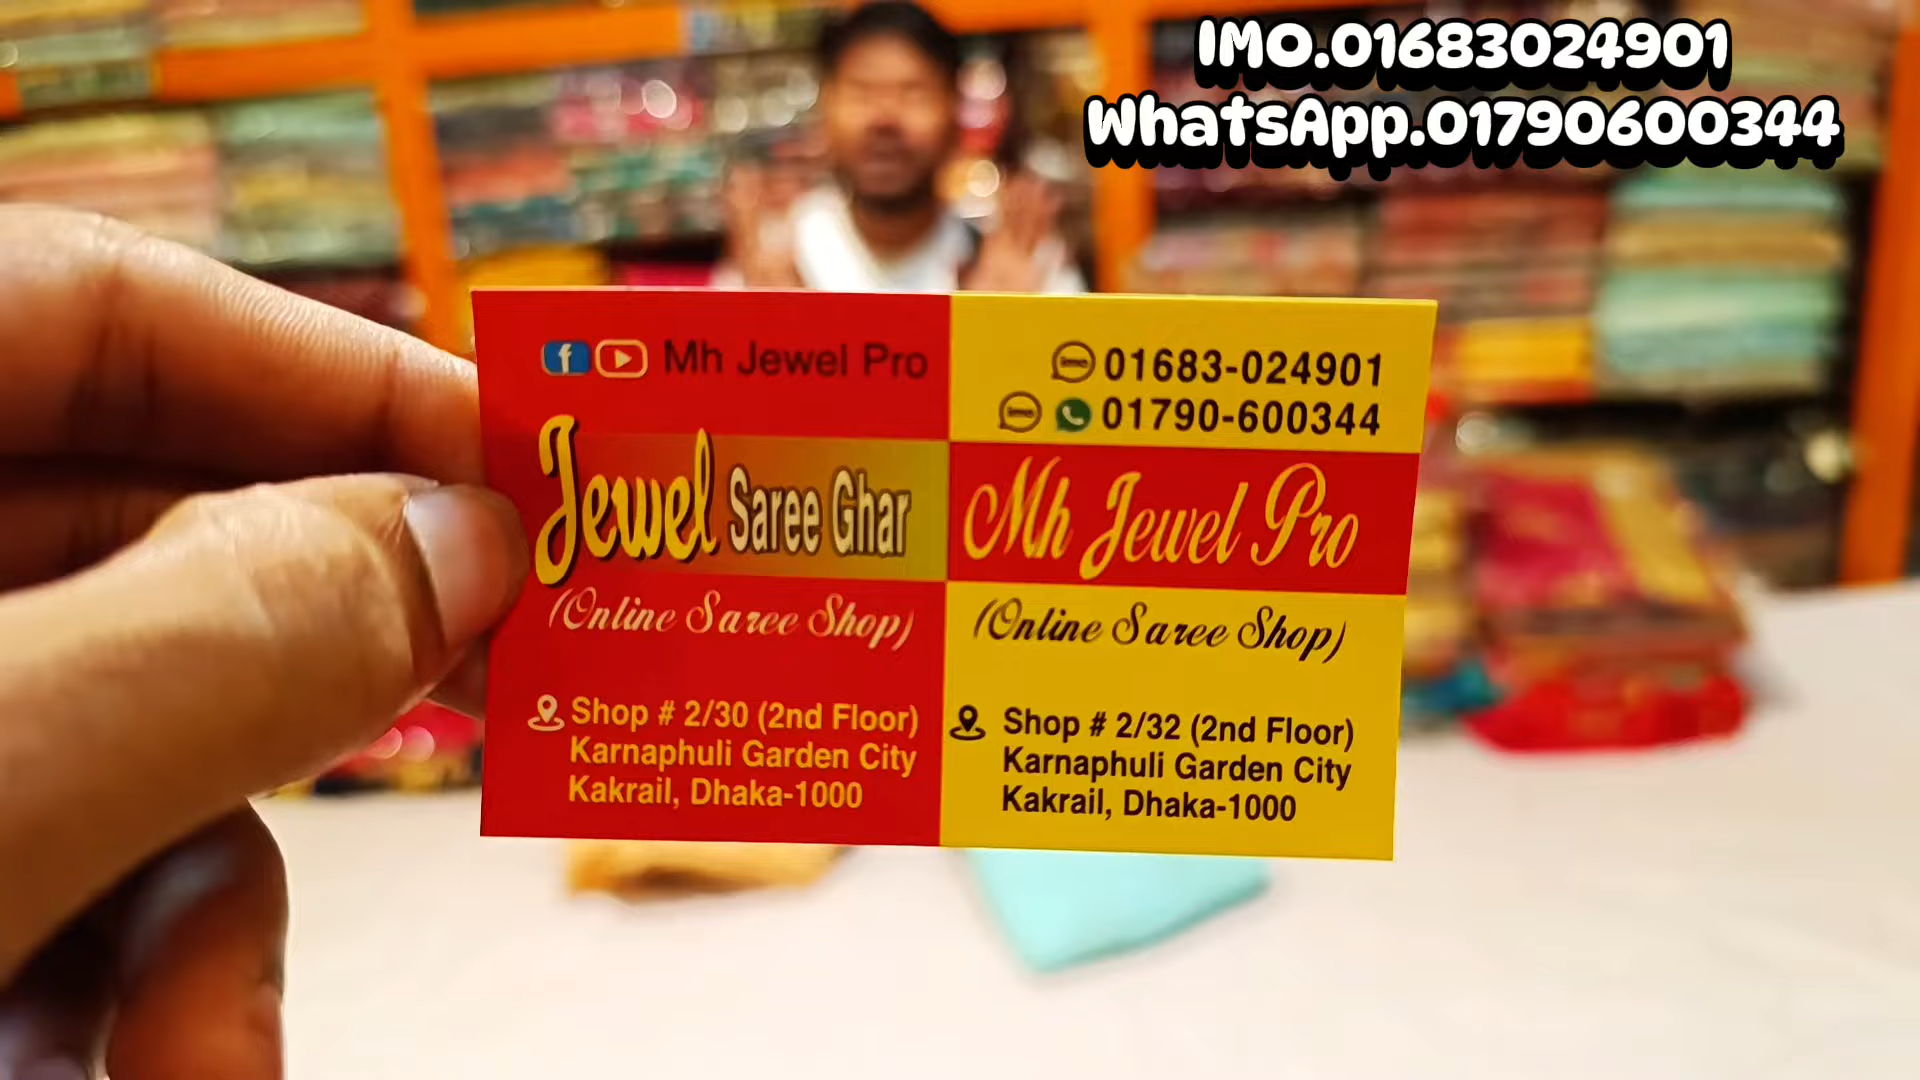 IMO.01683024901
WhatsApp.01790600344
f Mh Jewel Pro
imo 01683-024901
imo 01790-600344
Jewel Saree Ghar
Mh Jewel Pro
(Online Saree Shop)
(Online Saree Shop)
Shop # 2/30 (2nd Floor)
Karnaphuli Garden City
Kakrail, Dhaka-1000
Shop # 2/32 (2nd Floor)
Karnaphuli Garden City
Kakrail, Dhaka-1000